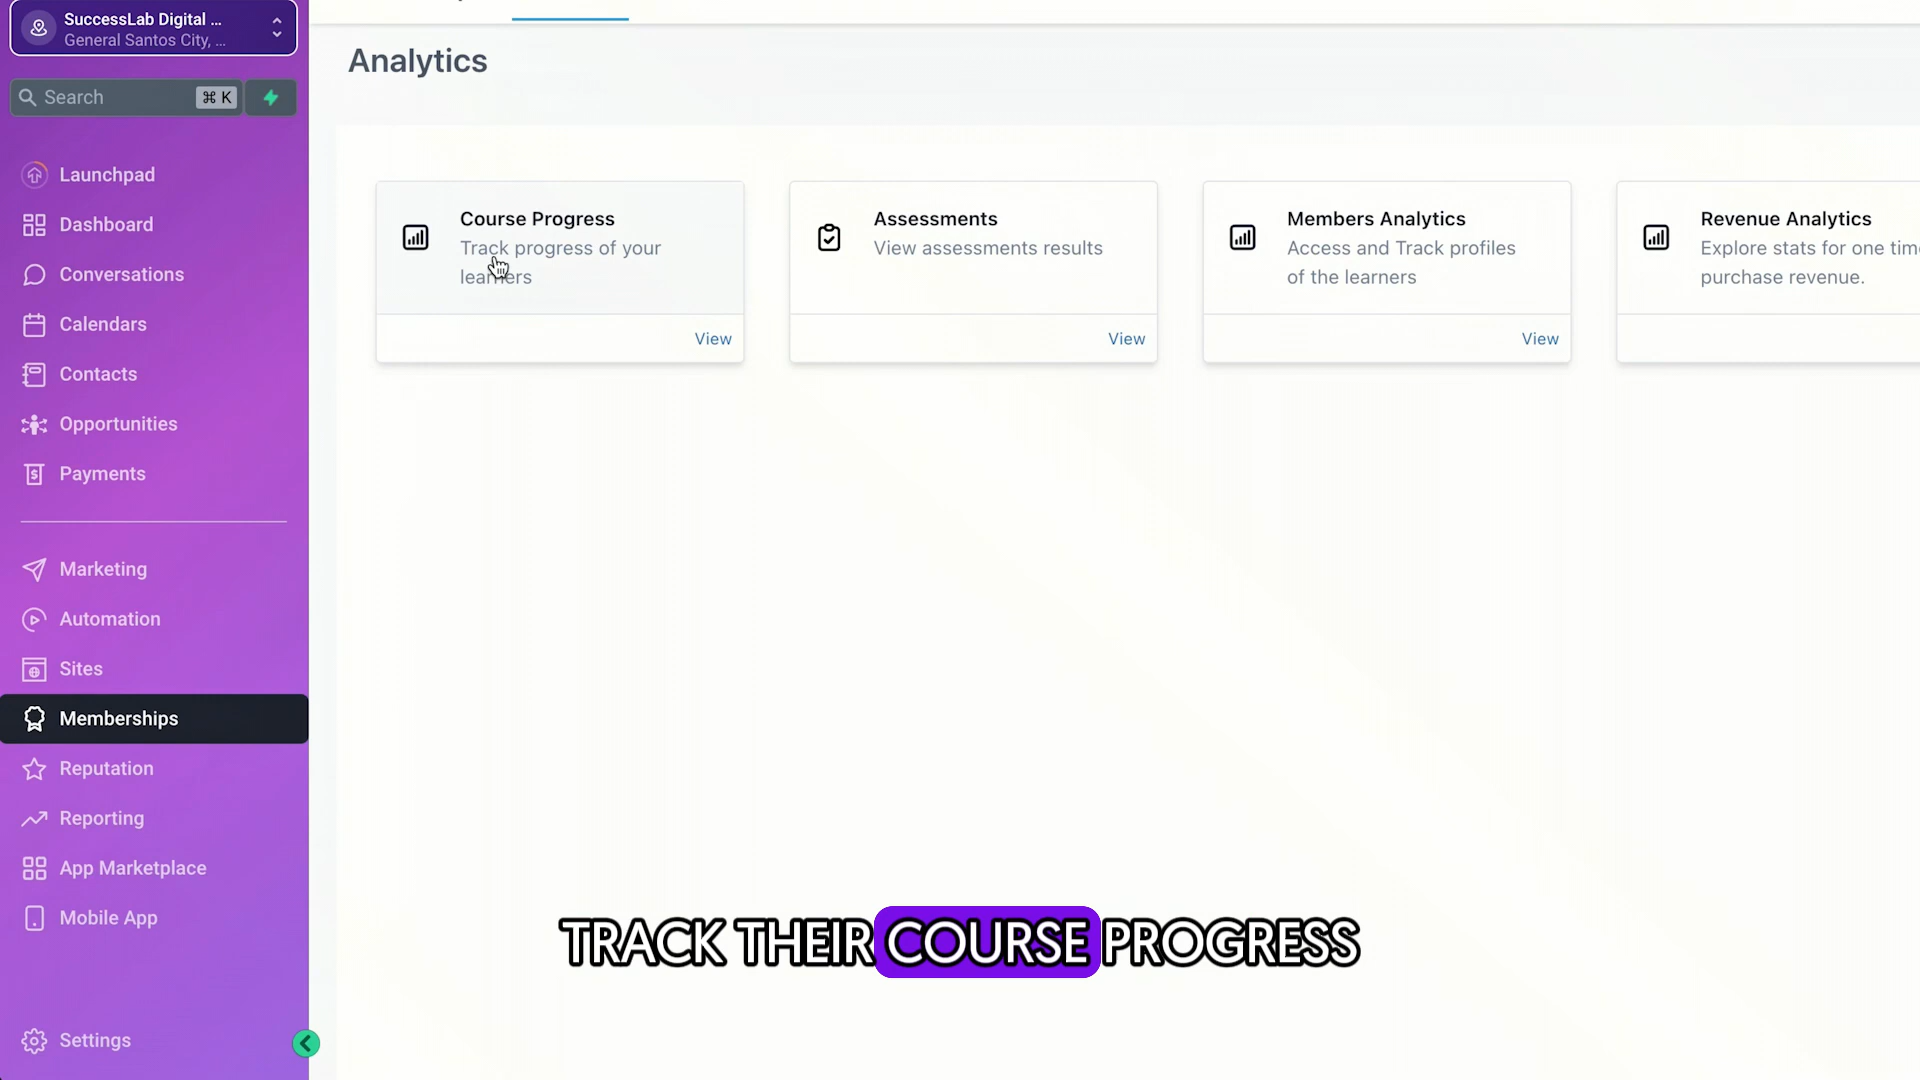 SuccessLab Digital ...
General Santos City, ...
Search
⌘ K
Launchpad
Dashboard
Conversations
Calendars
Contacts
Opportunities
Payments
Marketing
Automation
Sites
Memberships
Reputation
Reporting
App Marketplace
Mobile App
Settings
Analytics
Course Progress
Track progress of your
learners
View
Assessments
View assessments results
View
Members Analytics
Access and Track profiles
of the learners
View
Revenue Analytics
Explore stats for one time
purchase revenue.
TRACK THEIR COURSE PROGRESS